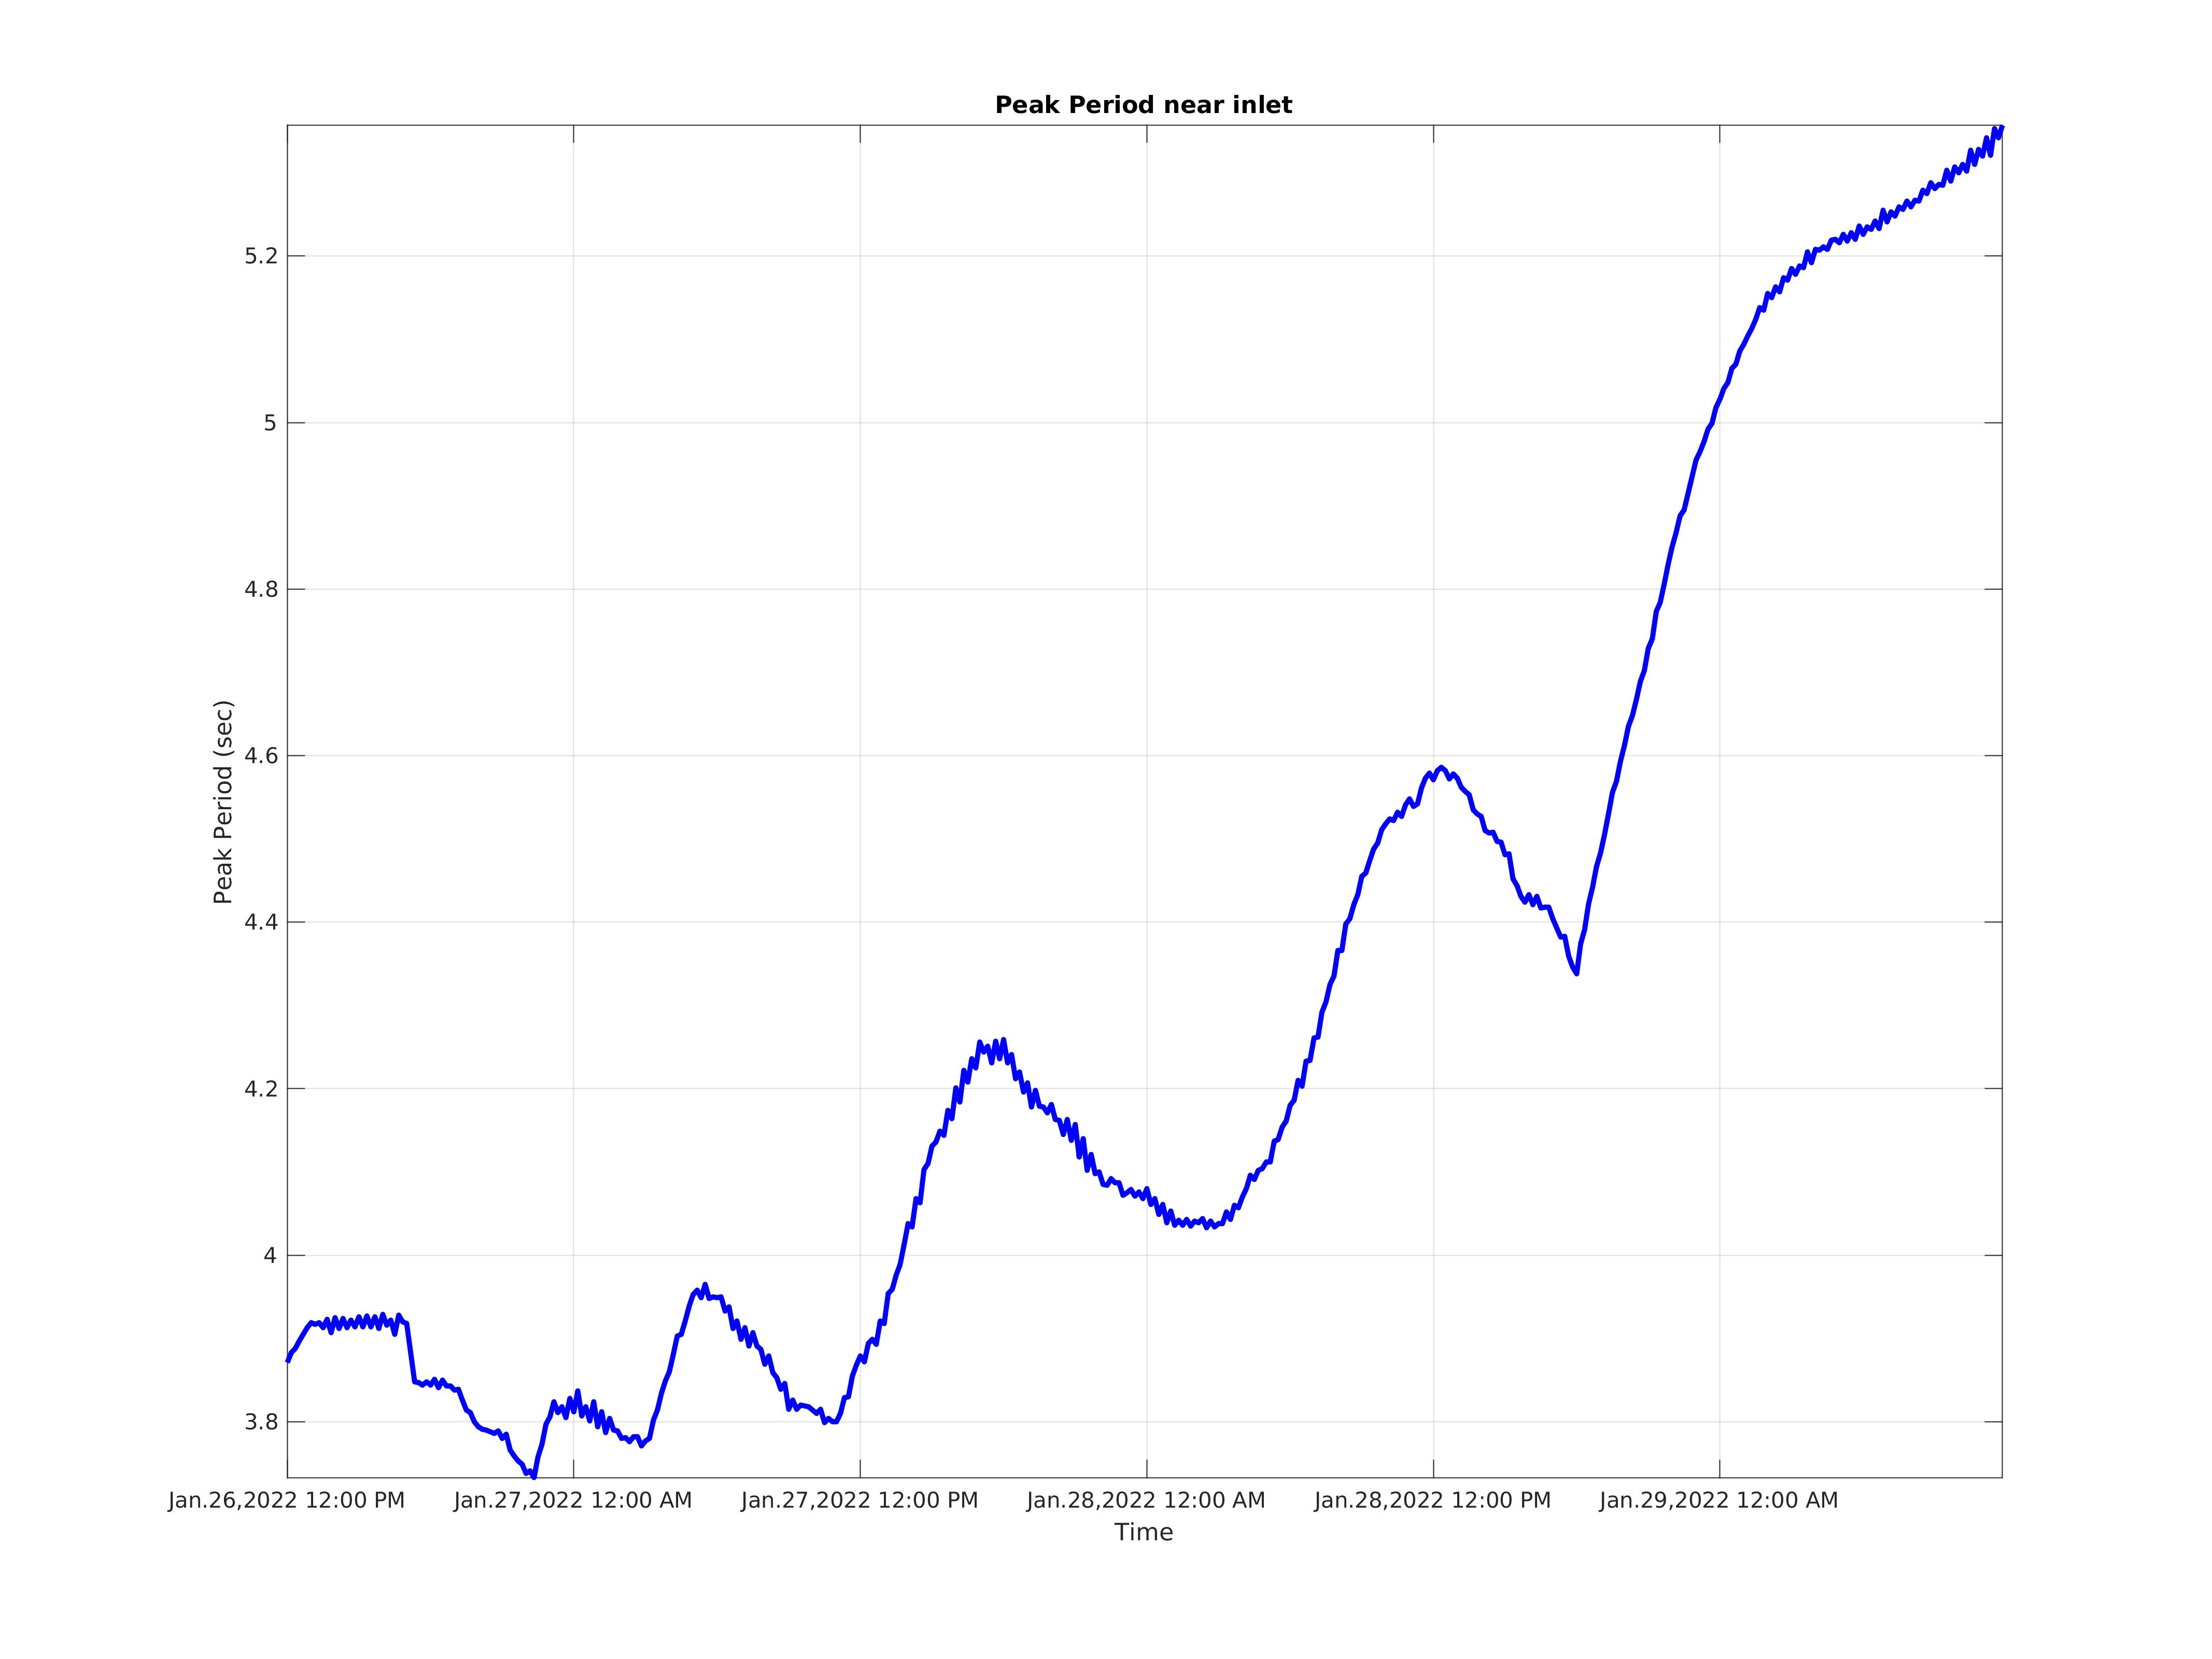 Peak Period near inlet
5.2
5
4.8
4.6
4.4
4.2
4
3.8
Peak Period (sec)
Jan.26,2022 12:00 PM
Jan.27,2022 12:00 AM
Jan.27,2022 12:00 PM
Jan.28,2022 12:00 AM
Jan.28,2022 12:00 PM
Jan.29,2022 12:00 AM
Time